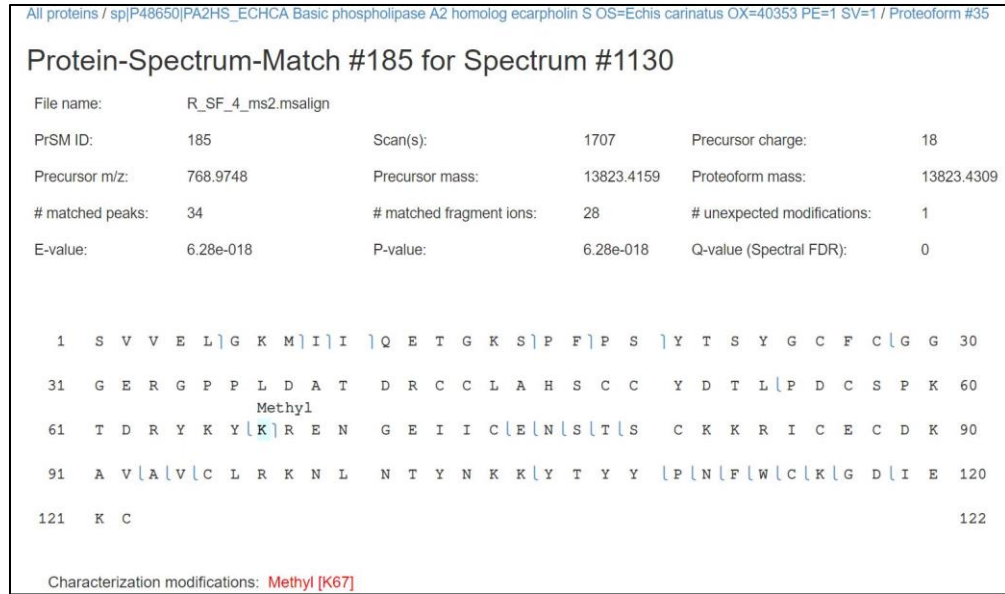 All proteins / sp|P48650|PA2HS_ECHCA Basic phospholipase A2 homolog ecarpholin S OS=Echis carinatus OX=40353 PE=1 SV=1 / Proteoform #35
Protein-Spectrum-Match #185 for Spectrum #1130
File name: R_SF_4_ms2.msalign
PrSM ID: 185 Scan(s): 1707 Precursor charge: 18
Precursor m/z: 768.9748 Precursor mass: 13823.4159 Proteoform mass: 13823.4309
# matched peaks: 34 # matched fragment ions: 28 # unexpected modifications: 1
E-value: 6.28e-018 P-value: 6.28e-018 Q-value (Spectral FDR): 0
1 S V V E L G K M I I Q E T G K S P F P S Y T S Y G C F C G G 30
31 G E R G P P L D A T D R C C L A H S C C Y D T L P D C S P K 60
Methyl
61 T D R Y K Y K R E N G E I I C E N S T S C K K R I C E C D K 90
91 A V A V C L R K N L N T Y N K K Y T Y Y P N F W C K G D I E 120
121 K C 122
Characterization modifications: Methyl [K67]